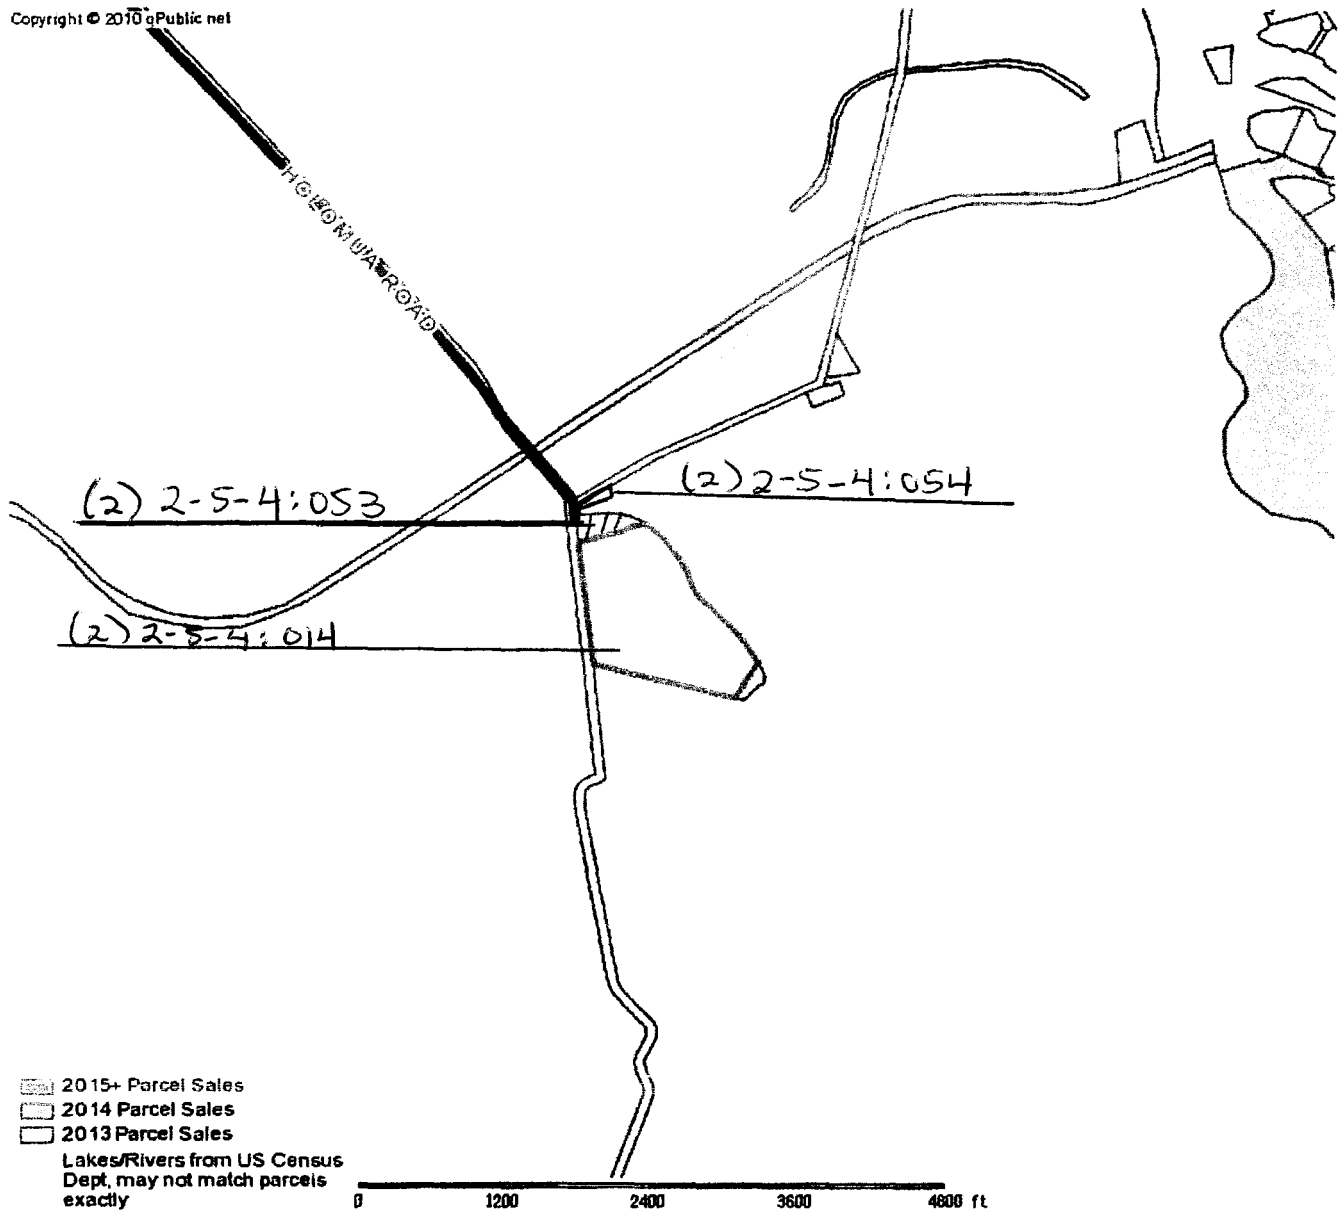 Copyright © 2010 qPublic net
HOLOMUA ROAD
(2) 2-5-4:054
(2) 2-5-4:053
(2) 2-5-4:014
2015+ Parcel Sales
2014 Parcel Sales
2013 Parcel Sales
Lakes/Rivers from US Census
Dept, may not match parcels
exactly
0 1200 2400 3600 4800 ft